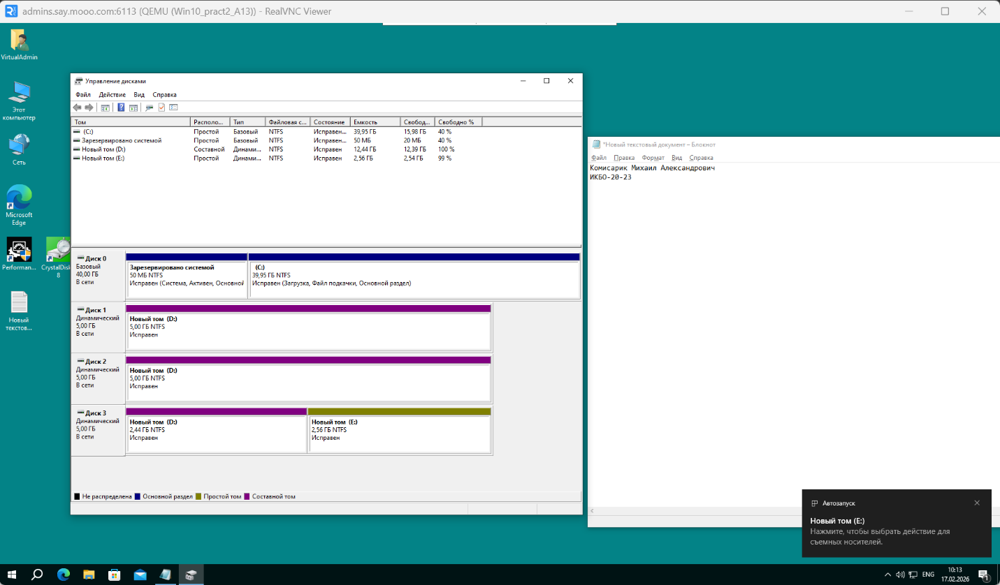 admins.say.mooo.com:6113 (QEMU (Win10_pract2_A13)) - RealVNC Viewer
VirtualAdmin
Этот компьютер
Сеть
Microsoft Edge
Performan...
CrystalDisk 8
Новый текстов...
Управление дисками
Файл Действие Вид Справка
Том Располо... Тип Файловая с... Состояние Емкость Свобод... Свободно %
(C:) Простой Базовый NTFS Исправен... 39,95 ГБ 15,98 ГБ 40 %
Зарезервировано системой Простой Базовый NTFS Исправен... 50 МБ 20 МБ 40 %
Новый том (D:) Составной Динами... NTFS Исправен 12,44 ГБ 12,39 ГБ 100 %
Новый том (E:) Простой Динами... NTFS Исправен 2,56 ГБ 2,54 ГБ 99 %
Диск 0
Базовый
40,00 ГБ
В сети
Зарезервировано системой
50 МБ NTFS
Исправен (Система, Активен, Основной
(C:)
39,95 ГБ NTFS
Исправен (Загрузка, Файл подкачки, Основной раздел)
Диск 1
Динамический
5,00 ГБ
В сети
Новый том (D:)
5,00 ГБ NTFS
Исправен
Диск 2
Динамический
5,00 ГБ
В сети
Новый том (D:)
5,00 ГБ NTFS
Исправен
Диск 3
Динамический
5,00 ГБ
В сети
Новый том (D:)
2,44 ГБ NTFS
Исправен
Новый том (E:)
2,56 ГБ NTFS
Исправен
Не распределена Основной раздел Простой том Составной том
*Новый текстовый документ – Блокнот
Файл Правка Формат Вид Справка
Комисарик Михаил Александрович
ИКБО-20-23
Автозапуск
Новый том (E:)
Нажмите, чтобы выбрать действие для
съемных носителей.
ENG
10:13
17.02.2026
1